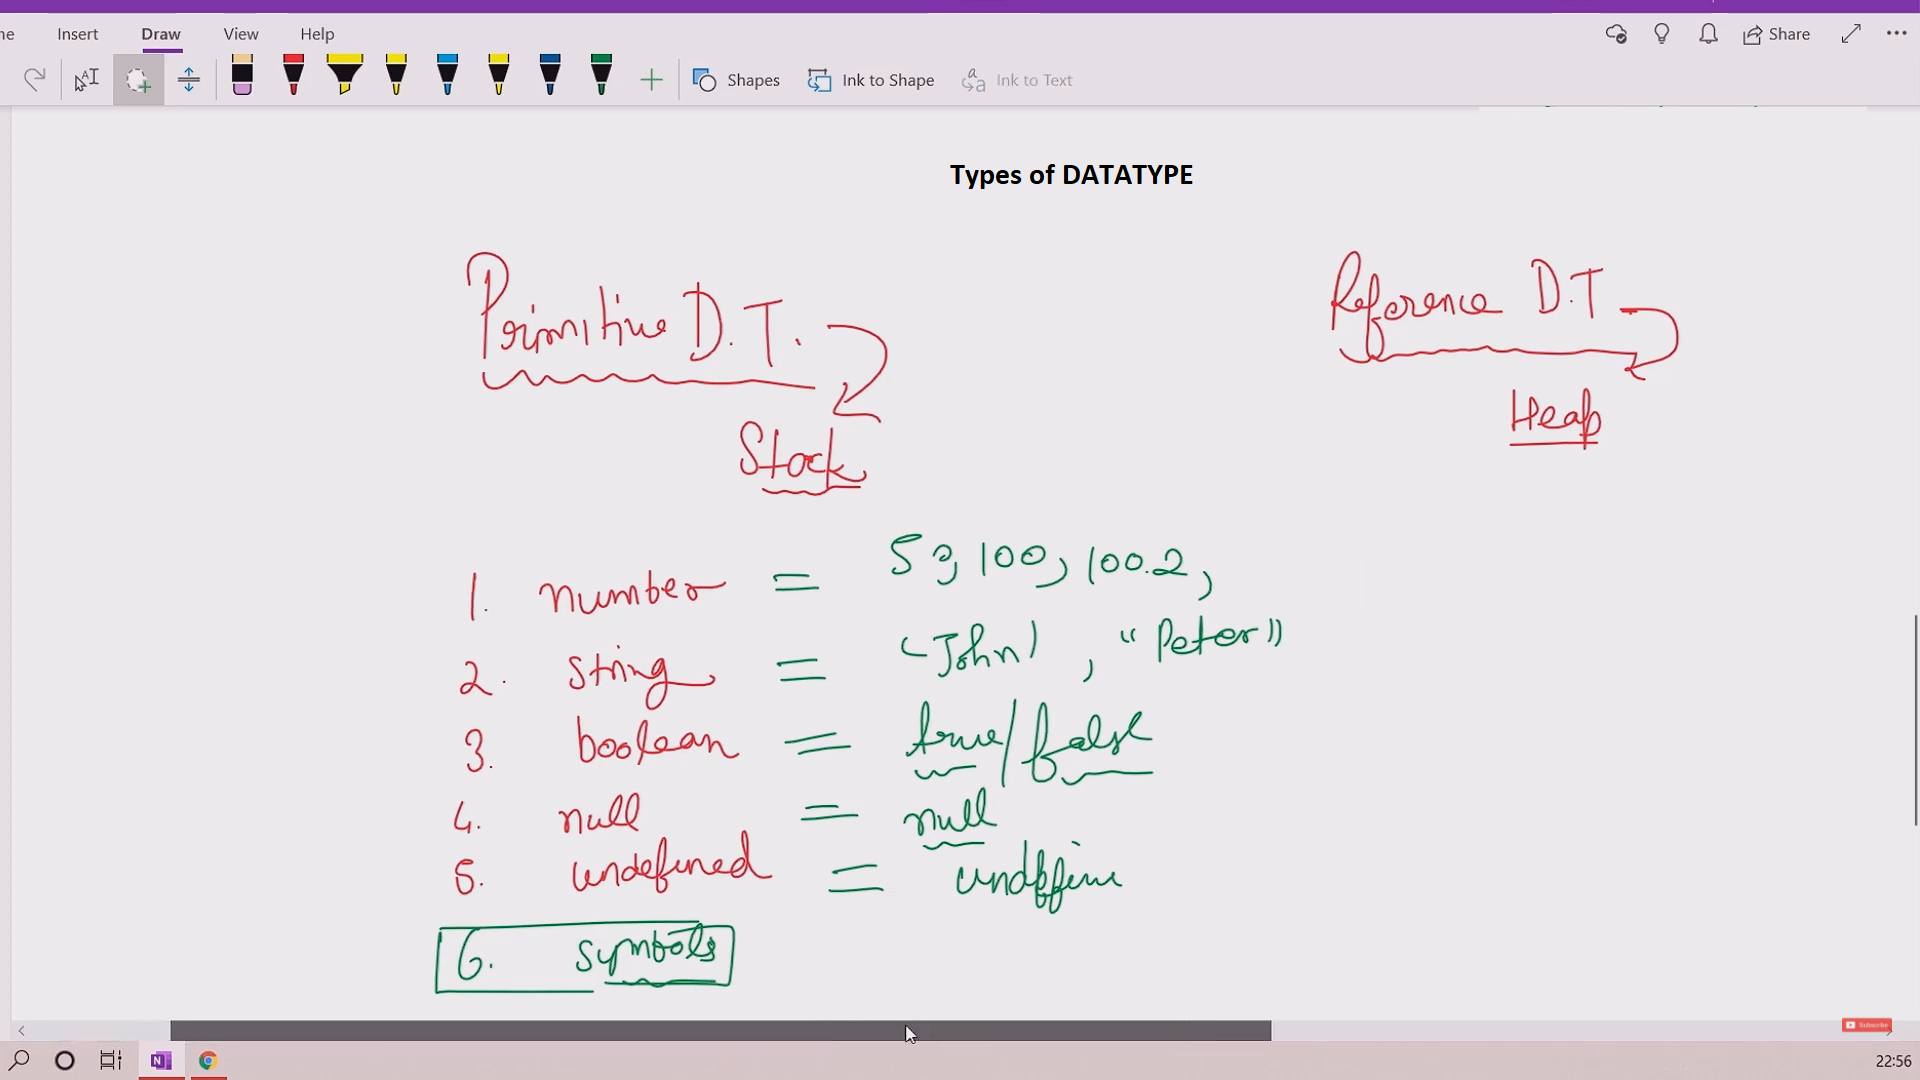 Insert Draw View Help Share
Shapes Ink to Shape Ink to Text
Types of DATATYPE
Primitive D.T. Reference D.T
Stack Heap
1. number = 5, 100, 100.2,
2. string = 'John', "Peter"
3. boolean = true/false
4. null = null
5. undefined = undefine
6. symbols
Subscribe
22:56